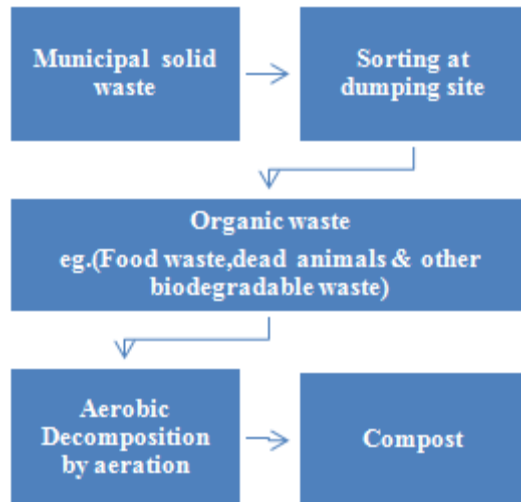 Municipal solid
waste
Sorting at
dumping site
Organic waste
eg.(Food waste,dead animals & other
biodegradable waste)
Aerobic
Decomposition
by aeration
Compost